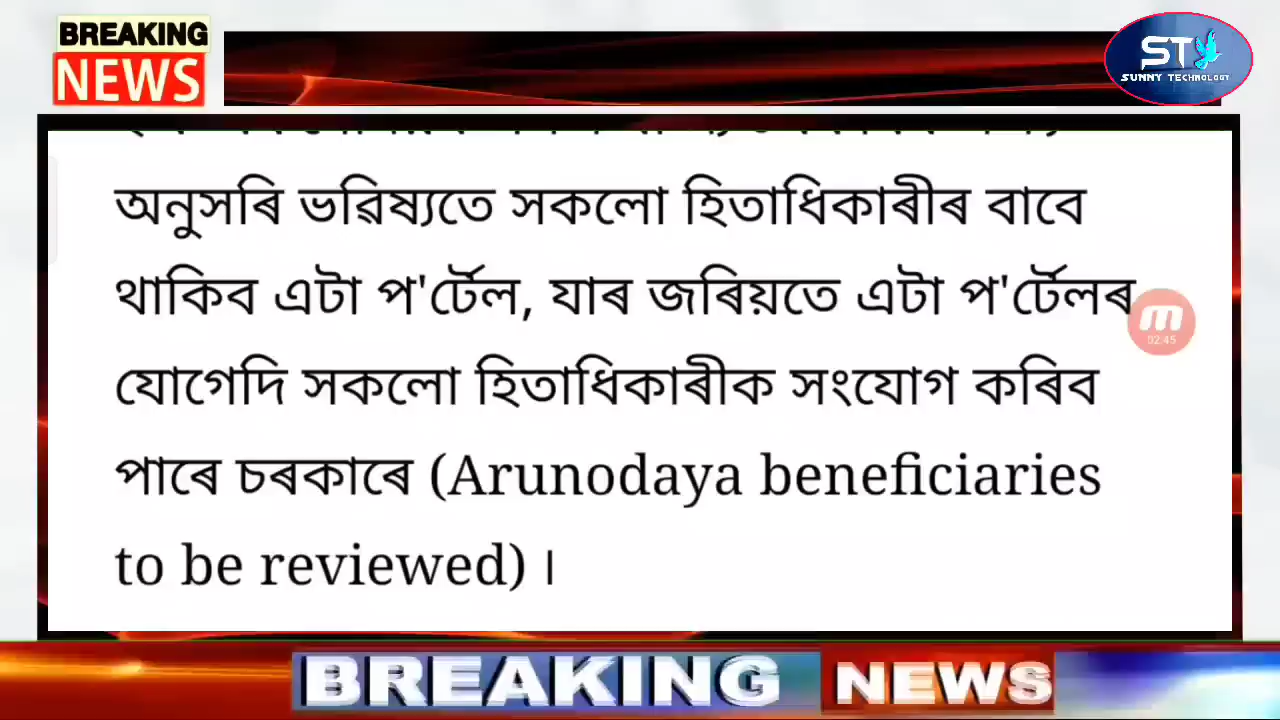 BREAKING
NEWS
ST
SUNNY TECHNOLOGY
অনুসৰি ভৱিষ্যতে সকলো হিতাধিকাৰীৰ বাবে
থাকিব এটা প'ৰ্টেল, যাৰ জৰিয়তে এটা প'ৰ্টেলৰ
02:45
যোগেদি সকলো হিতাধিকাৰীক সংযোগ কৰিব
পাৰে চৰকাৰে (Arunodaya beneficiaries
to be reviewed) ।
BREAKING NEWS